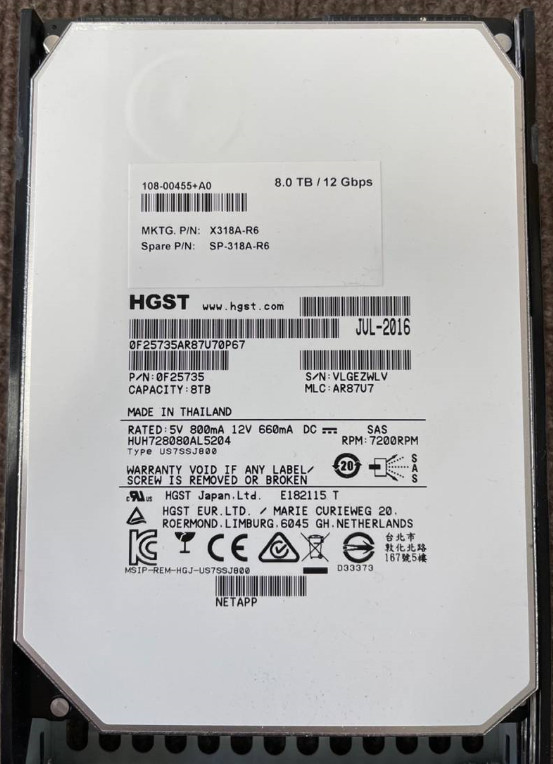 108-00455+A0
8.0 TB / 12 Gbps
MKTG. P/N: X318A-R6
Spare P/N: SP-318A-R6
HGST www.hgst.com
JUL-2016
0F25735AR87U70P67
P/N:0F25735
S/N:VLGEZWLV
CAPACITY:8TB
MLC:AR87U7
MADE IN THAILAND
RATED:5V 800mA 12V 660mA DC SAS
HUH728080AL5204 RPM:7200RPM
Type US7SSJ800
WARRANTY VOID IF ANY LABEL/
SCREW IS REMOVED OR BROKEN
20
SAS
HGST Japan.Ltd. E182115 T
HGST EUR.LTD. / MARIE CURIEWEG 20.
ROERMOND,LIMBURG,6045 GH,NETHERLANDS
台北市
敦化北路
167號5樓
MSIP-REM-HGJ-US7SSJ800
D33373
NETAPP